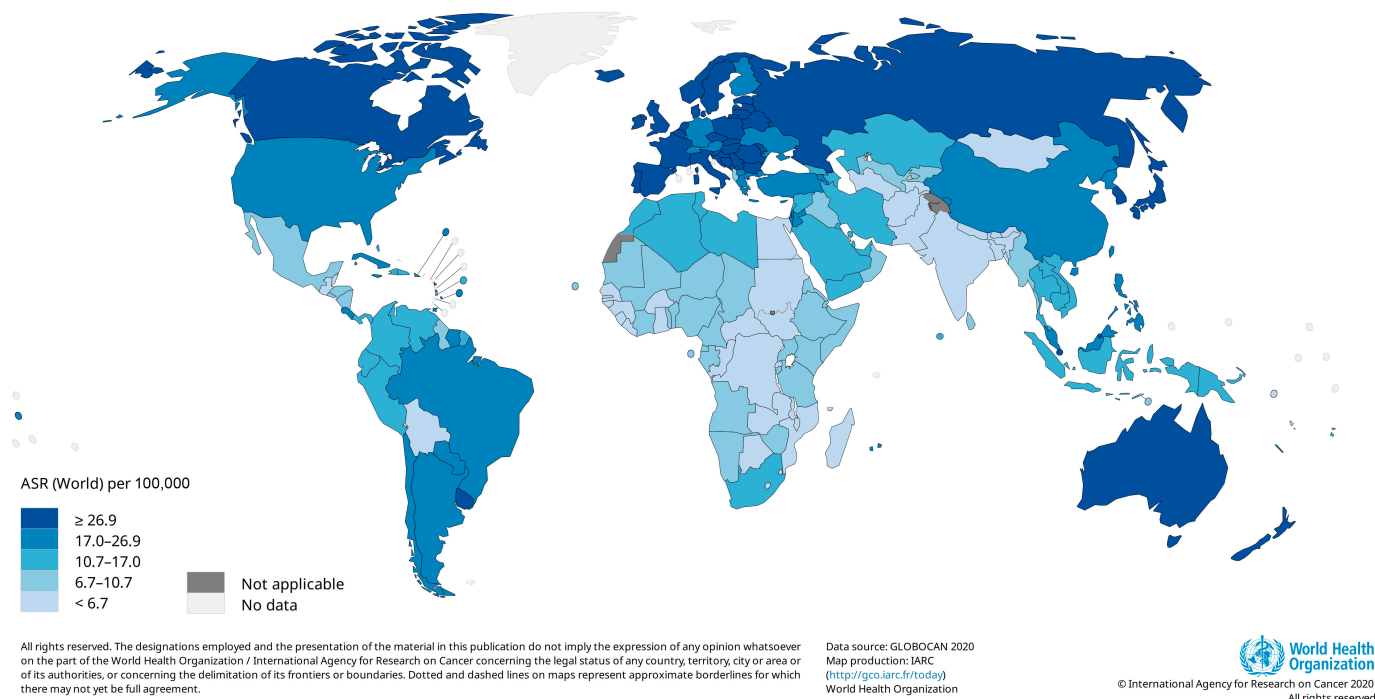 ASR (World) per 100,000
≥ 26.9
17.0–26.9
10.7–17.0
6.7–10.7
< 6.7
Not applicable
No data
All rights reserved. The designations employed and the presentation of the material in this publication do not imply the expression of any opinion whatsoever
on the part of the World Health Organization / International Agency for Research on Cancer concerning the legal status of any country, territory, city or area or
of its authorities, or concerning the delimitation of its frontiers or boundaries. Dotted and dashed lines on maps represent approximate borderlines for which
there may not yet be full agreement.
Data source: GLOBOCAN 2020
Map production: IARC
(http://gco.iarc.fr/today)
World Health Organization
World Health
Organization
© International Agency for Research on Cancer 2020
All rights reserved